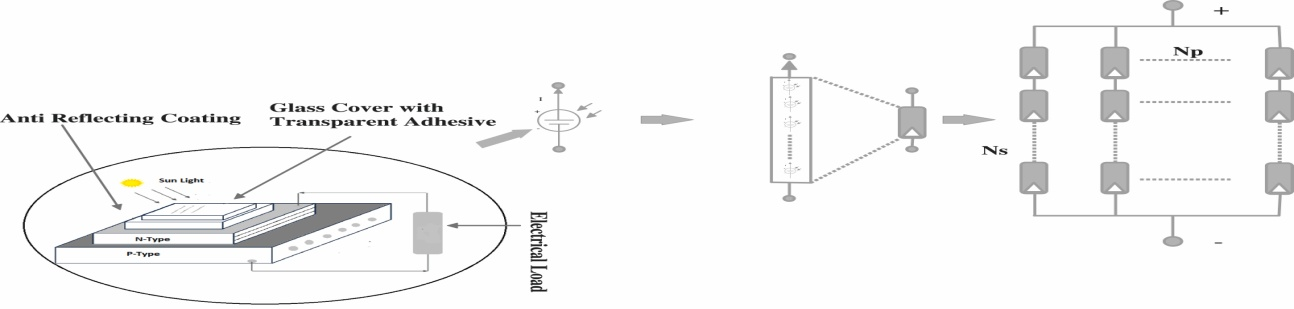 Anti Reflecting Coating
Glass Cover with
Transparent Adhesive
Sun Light
N-Type
P-Type
Electrical Load
I
+
-
Ns
Np
+
-